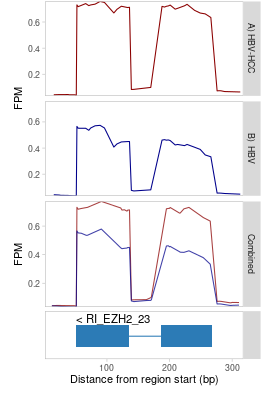 0.6
0.4
0.2
A) HBV-HCC
FPM
0.6
0.4
0.2
B) HBV
0.6
0.4
0.2
FPM
Combined
< RI_EZH2_23
100
200
300
Distance from region start (bp)